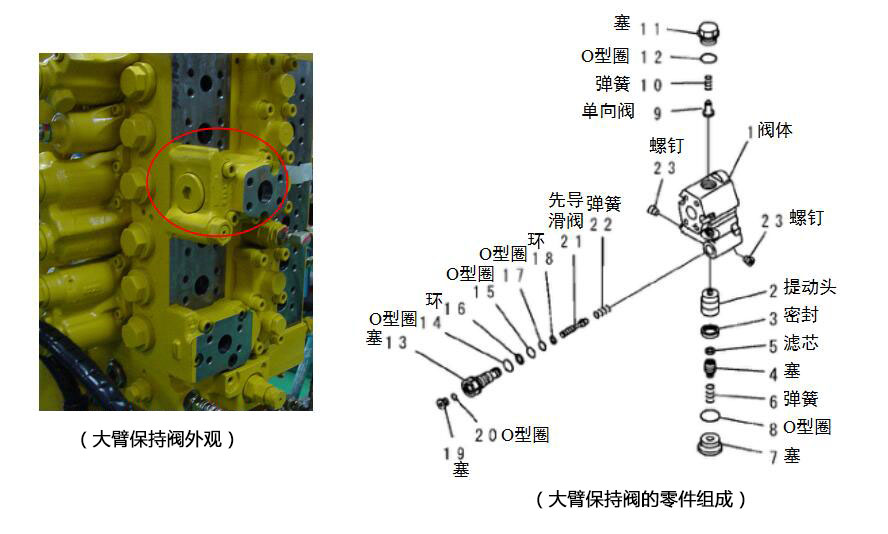 塞 11
O型圈 12
弹簧 10
单向阀 9
1 阀体
螺钉
23
23 螺钉
先导
滑阀
21
弹簧
22
环
18
O型圈
17
O型圈
15
环 16
O型圈 14
塞 13
2 提动头
3 密封
5 滤芯
4 塞
6 弹簧
8 O型圈
7 塞
20 O型圈
19
塞
（大臂保持阀外观）
（大臂保持阀的零件组成）